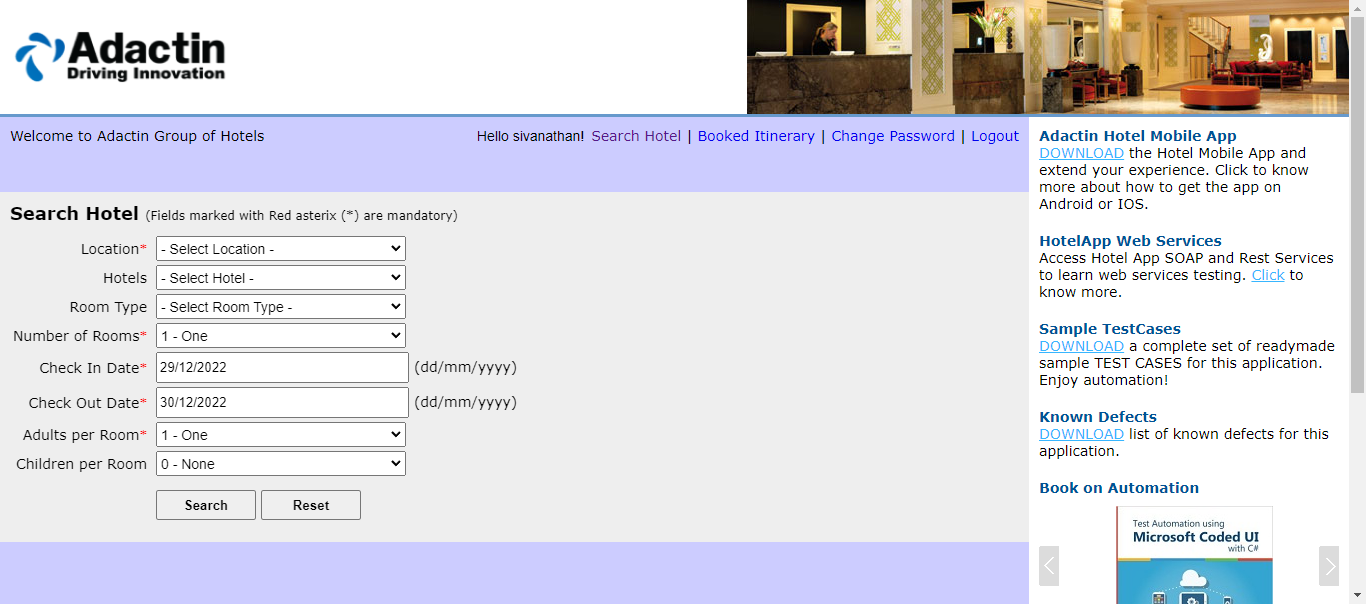 Adactin
Driving Innovation
Welcome to Adactin Group of Hotels
Hello sivanathan! Search Hotel | Booked Itinerary | Change Password | Logout
Search Hotel (Fields marked with Red asterix (*) are mandatory)
Location* - Select Location -
Hotels - Select Hotel -
Room Type - Select Room Type -
Number of Rooms* 1 - One
Check In Date* 29/12/2022 (dd/mm/yyyy)
Check Out Date* 30/12/2022 (dd/mm/yyyy)
Adults per Room* 1 - One
Children per Room 0 - None
Search Reset
Adactin Hotel Mobile App
DOWNLOAD the Hotel Mobile App and
extend your experience. Click to know
more about how to get the app on
Android or IOS.
HotelApp Web Services
Access Hotel App SOAP and Rest Services
to learn web services testing. Click to
know more.
Sample TestCases
DOWNLOAD a complete set of readymade
sample TEST CASES for this application.
Enjoy automation!
Known Defects
DOWNLOAD list of known defects for this
application.
Book on Automation
Test Automation using
Microsoft Coded UI
with C#